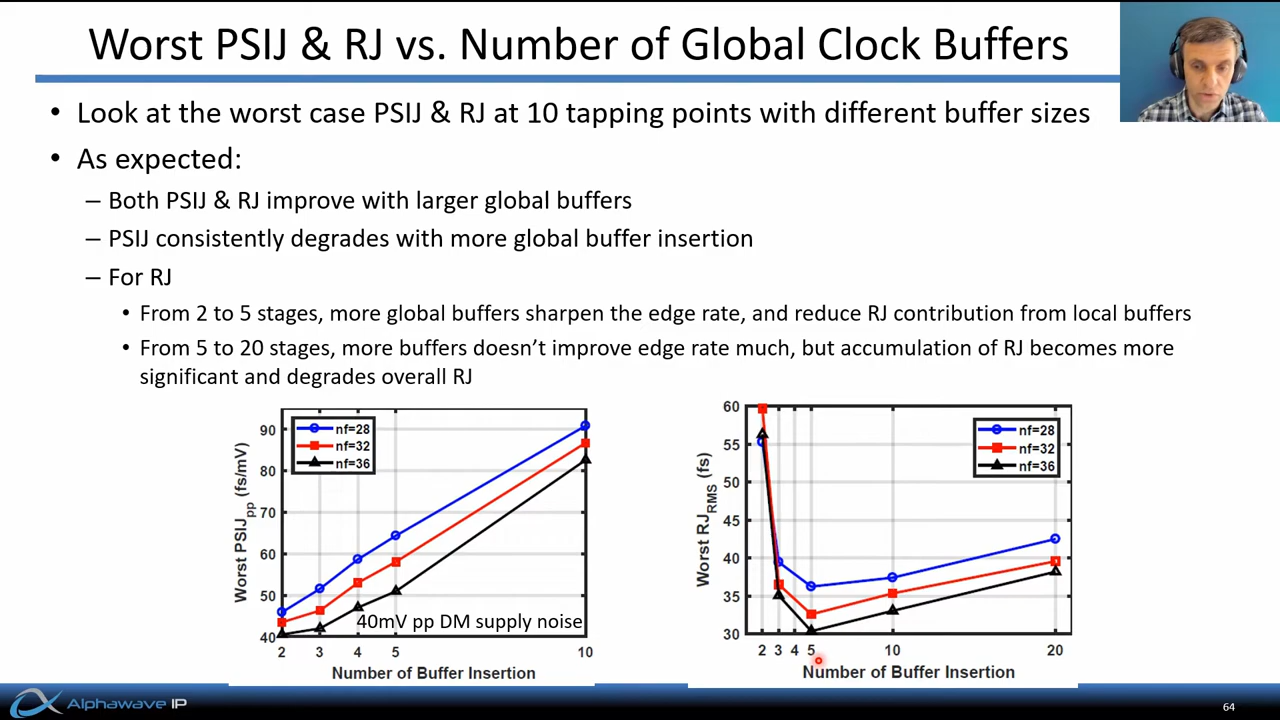 Worst PSIJ & RJ vs. Number of Global Clock Buffers
• Look at the worst case PSIJ & RJ at 10 tapping points with different buffer sizes
• As expected:
– Both PSIJ & RJ improve with larger global buffers
– PSIJ consistently degrades with more global buffer insertion
– For RJ
• From 2 to 5 stages, more global buffers sharpen the edge rate, and reduce RJ contribution from local buffers
• From 5 to 20 stages, more buffers doesn't improve edge rate much, but accumulation of RJ becomes more
significant and degrades overall RJ
Worst PSIJpp (fs/mV)
90
80
70
60
50
40
nf=28
nf=32
nf=36
40mV pp DM supply noise
2 3 4 5 10
Number of Buffer Insertion
Worst RJRMS (fs)
60
55
50
45
40
35
30
nf=28
nf=32
nf=36
2 3 4 5 10 20
Number of Buffer Insertion
Alphawave IP
64